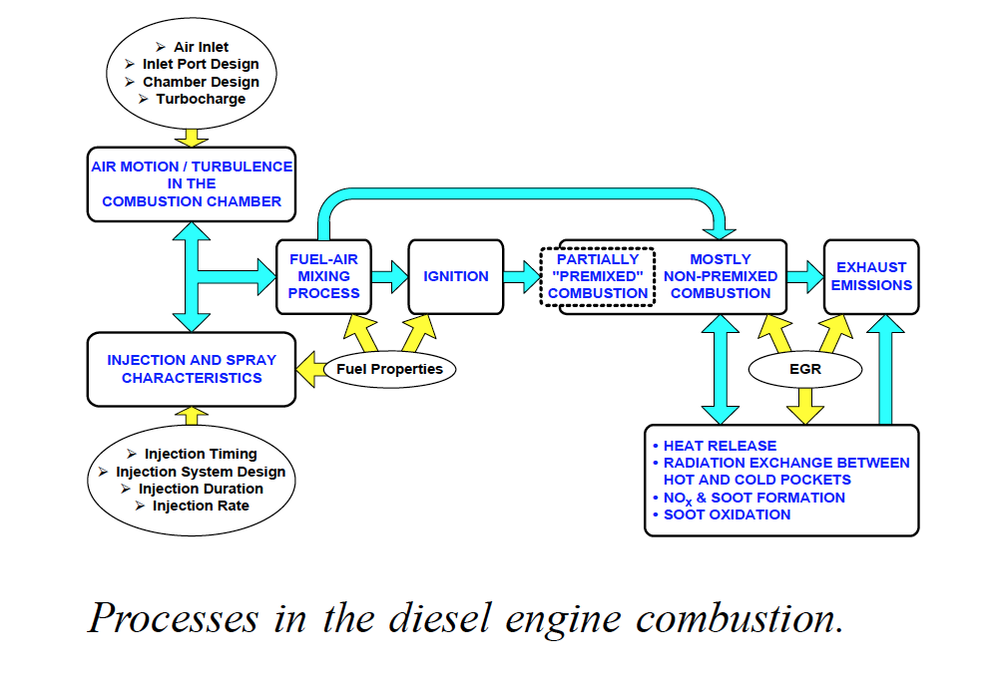 ➢ Air Inlet
➢ Inlet Port Design
➢ Chamber Design
➢ Turbocharge
AIR MOTION / TURBULENCE
IN THE
COMBUSTION CHAMBER
FUEL-AIR
MIXING
PROCESS
IGNITION
PARTIALLY
"PREMIXED"
COMBUSTION
MOSTLY
NON-PREMIXED
COMBUSTION
EXHAUST
EMISSIONS
INJECTION AND SPRAY
CHARACTERISTICS
Fuel Properties
EGR
➢ Injection Timing
➢ Injection System Design
➢ Injection Duration
➢ Injection Rate
• HEAT RELEASE
• RADIATION EXCHANGE BETWEEN
HOT AND COLD POCKETS
• NOx & SOOT FORMATION
• SOOT OXIDATION
Processes in the diesel engine combustion.